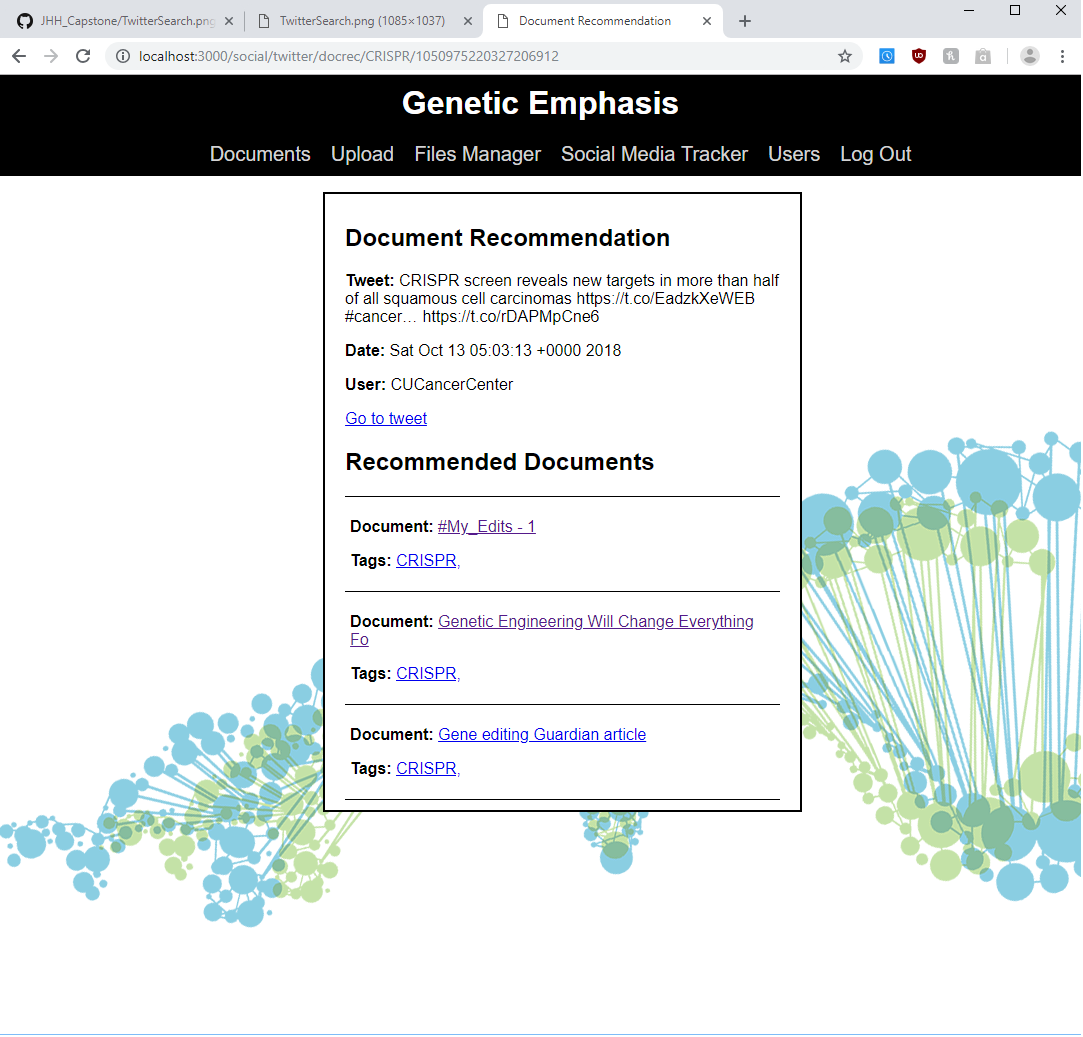 JHH_Capstone/TwitterSearch.png
TwitterSearch.png (1085×1037)
Document Recommendation
localhost:3000/social/twitter/docrec/CRISPR/1050975220327206912
Genetic Emphasis
Documents Upload Files Manager Social Media Tracker Users Log Out
Document Recommendation
Tweet: CRISPR screen reveals new targets in more than half
of all squamous cell carcinomas https://t.co/EadzkXeWEB
#cancer… https://t.co/rDAPMpCne6
Date: Sat Oct 13 05:03:13 +0000 2018
User: CUCancerCenter
Go to tweet
Recommended Documents
Document: #My_Edits - 1
Tags: CRISPR,
Document: Genetic Engineering Will Change Everything
Fo
Tags: CRISPR,
Document: Gene editing Guardian article
Tags: CRISPR,